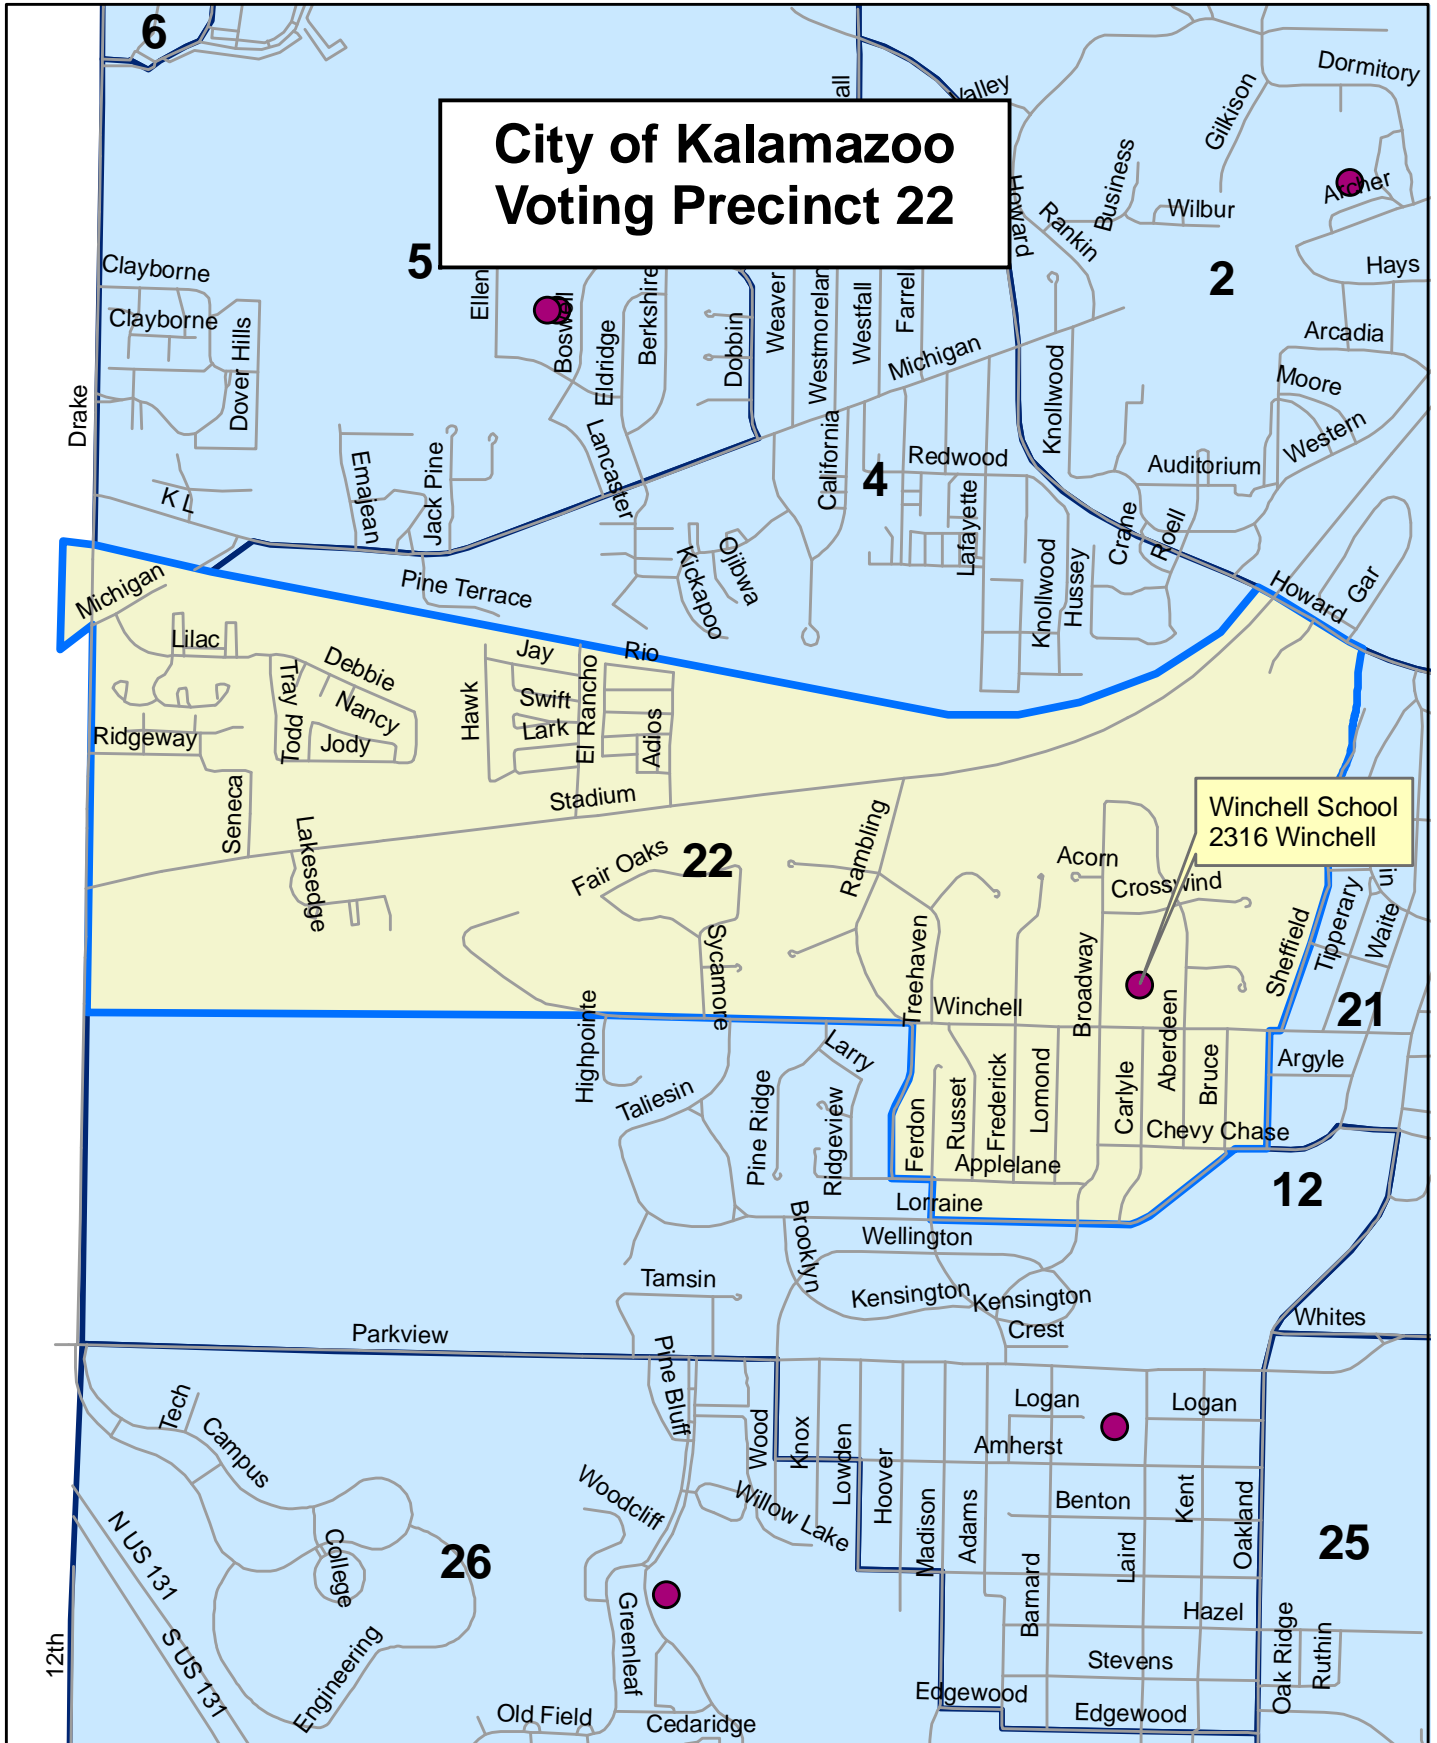 6
Dormitory
all
Valley
Gilkison
City of Kalamazoo
Voting Precinct 22
Business
Archer
Howard
Rankin
Wilbur
5
2
Clayborne
Hays
Ellen
Boswell
Berkshire
Weaver
Westmorelan
Westfall
Farrel
Clayborne
Dover Hills
Eldridge
Dobbin
Michigan
Arcadia
Moore
Drake
Knollwood
Western
Lancaster
California
Emajean
Jack Pine
Redwood
Auditorium
4
K L
Lafayette
Crane
Roell
Kickapoo
Ojibwa
Knollwood
Hussey
Howard
Gar
Michigan
Pine Terrace
Lilac
Debbie
Jay
Rio
Tray
Todd
Nancy
Hawk
Swift
El Rancho
Ridgeway
Jody
Lark
Adios
Seneca
Stadium
Winchell School
2316 Winchell
Lakesedge
Fair Oaks
22
Rambling
Acorn
Crosswind
in
Tipperary
Waite
Sycamore
Treehaven
Broadway
Sheffield
Highpointe
Winchell
Aberdeen
21
Larry
Argyle
Taliesin
Pine Ridge
Ridgeview
Ferdon
Russet
Frederick
Lomond
Carlyle
Bruce
Chevy Chase
Applelane
12
Lorraine
Brooklyn
Wellington
Tamsin
Kensington
Kensington
Crest
Whites
Parkview
Pine Bluff
Tech
Campus
Logan
Logan
Wood
Knox
Lowden
Hoover
Amherst
Woodcliff
Willow Lake
Madison
Adams
Benton
Kent
Oakland
N US 131
College
26
Laird
25
Barnard
Greenleaf
Hazel
12th
S US 131
Engineering
Stevens
Oak Ridge
Ruthin
Edgewood
Edgewood
Old Field
Cedaridge